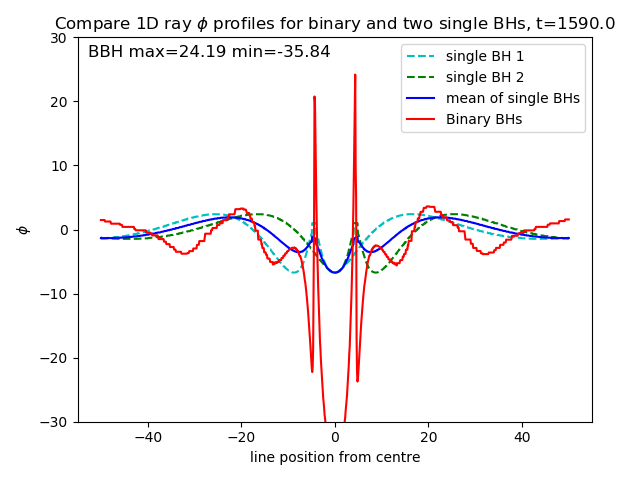 Compare 1D ray ϕ profiles for binary and two single BHs, t=1590.0
BBH max=24.19 min=-35.84
single BH 1
single BH 2
mean of single BHs
Binary BHs
30
20
10
0
−10
−20
−30
ϕ
−40
−20
0
20
40
line position from centre